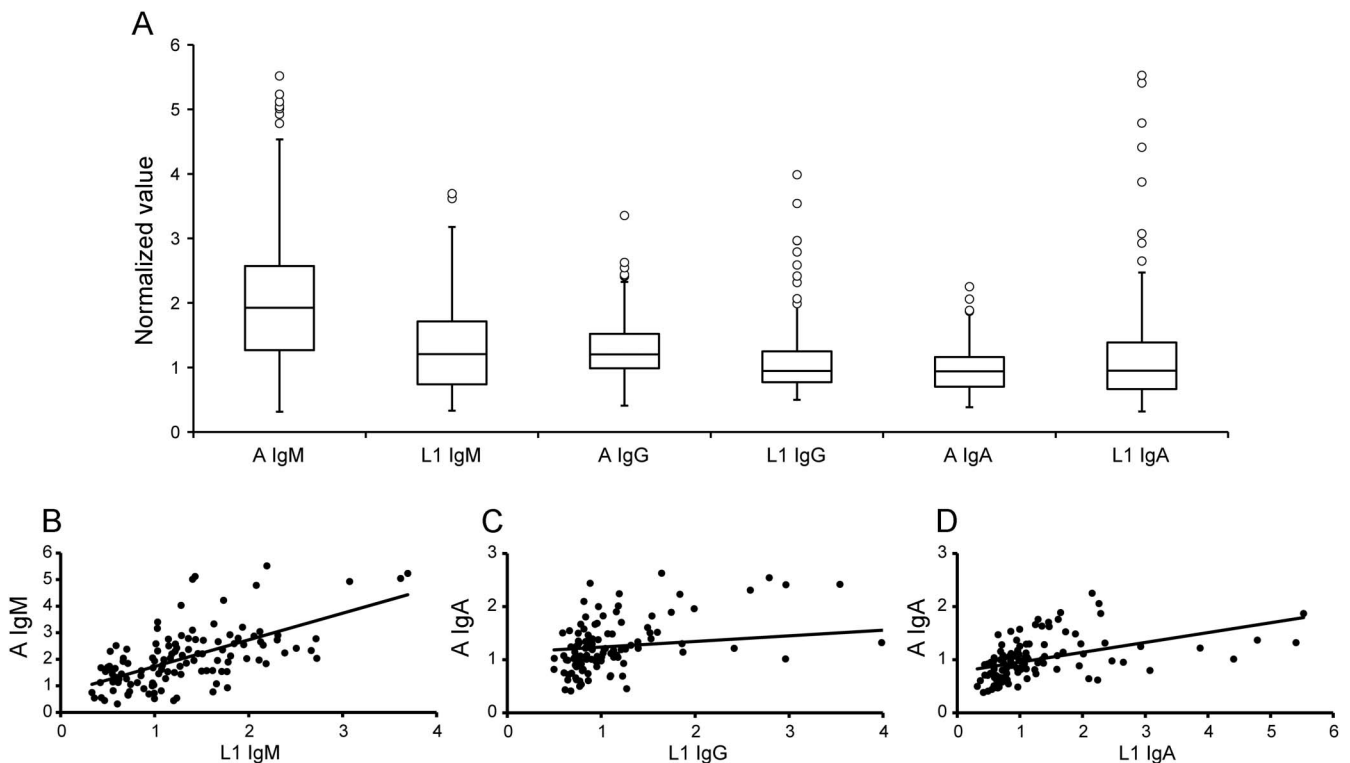 A
Normalized value
6
5
4
3
2
1
0
A IgM L1 IgM A IgG L1 IgG A IgA L1 IgA
B
A IgM
6
5
4
3
2
1
0
0 1 2 3 4
L1 IgM
C
A IgA
3
2
1
0
0 1 2 3 4
L1 IgG
D
A IgA
3
2
1
0
0 1 2 3 4 5 6
L1 IgA